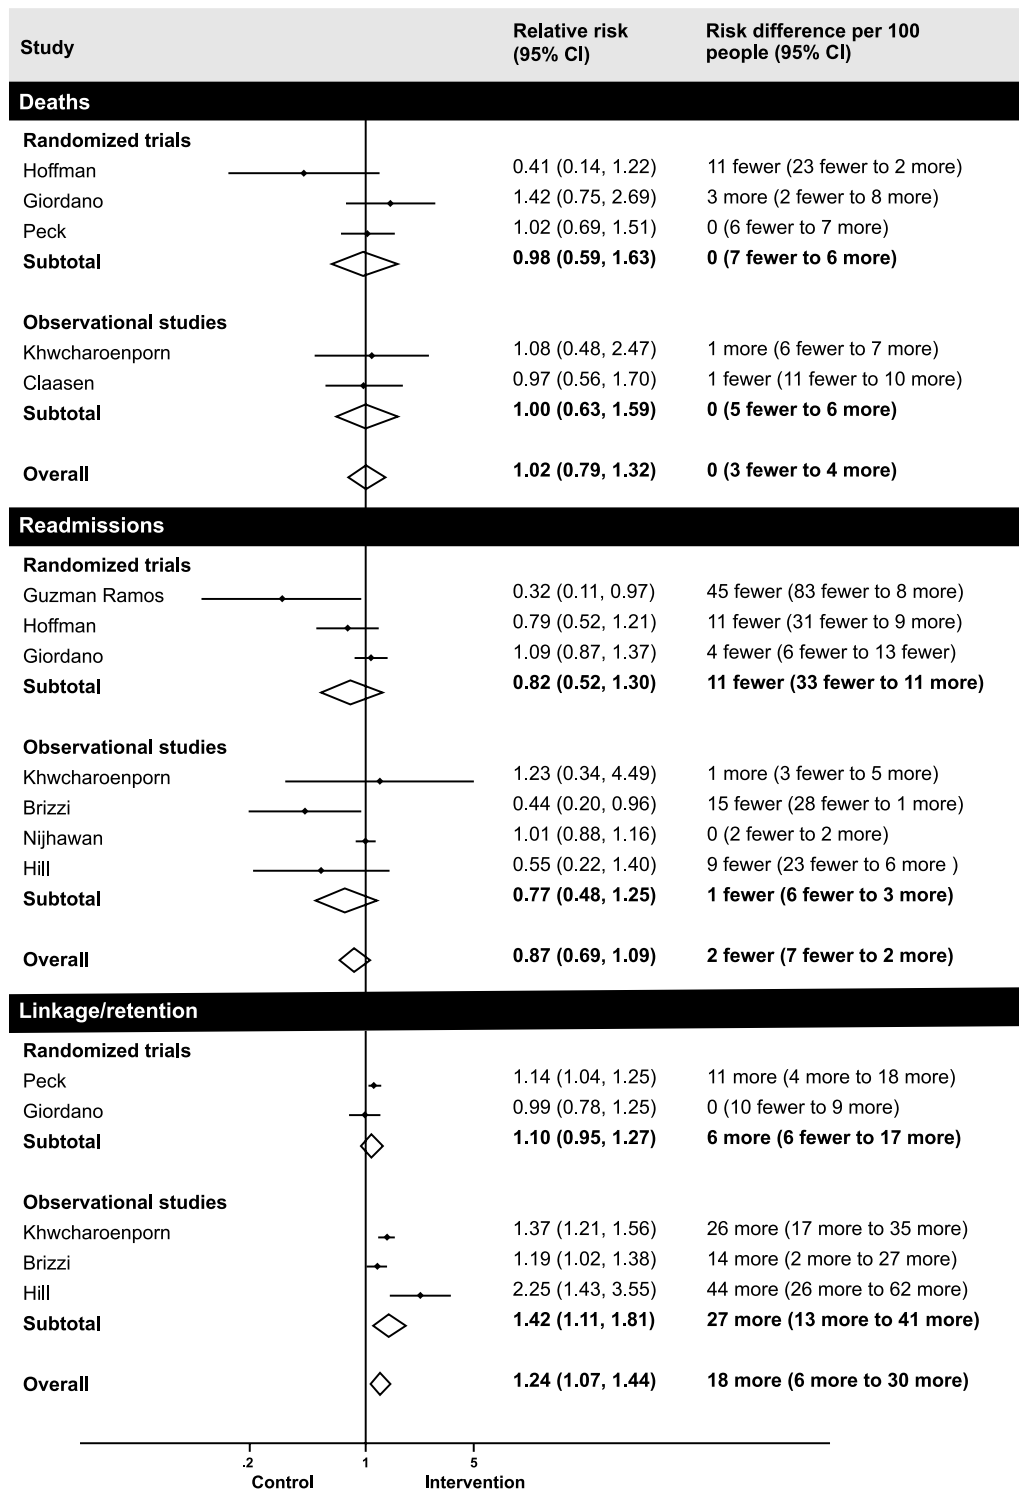 Study Relative risk (95% CI) Risk difference per 100 people (95% CI)
Deaths
Randomized trials
Hoffman 0.41 (0.14, 1.22) 11 fewer (23 fewer to 2 more)
Giordano 1.42 (0.75, 2.69) 3 more (2 fewer to 8 more)
Peck 1.02 (0.69, 1.51) 0 (6 fewer to 7 more)
Subtotal 0.98 (0.59, 1.63) 0 (7 fewer to 6 more)
Observational studies
Khwcharoenporn 1.08 (0.48, 2.47) 1 more (6 fewer to 7 more)
Claasen 0.97 (0.56, 1.70) 1 fewer (11 fewer to 10 more)
Subtotal 1.00 (0.63, 1.59) 0 (5 fewer to 6 more)
Overall 1.02 (0.79, 1.32) 0 (3 fewer to 4 more)
Readmissions
Randomized trials
Guzman Ramos 0.32 (0.11, 0.97) 45 fewer (83 fewer to 8 more)
Hoffman 0.79 (0.52, 1.21) 11 fewer (31 fewer to 9 more)
Giordano 1.09 (0.87, 1.37) 4 fewer (6 fewer to 13 fewer)
Subtotal 0.82 (0.52, 1.30) 11 fewer (33 fewer to 11 more)
Observational studies
Khwcharoenporn 1.23 (0.34, 4.49) 1 more (3 fewer to 5 more)
Brizzi 0.44 (0.20, 0.96) 15 fewer (28 fewer to 1 more)
Nijhawan 1.01 (0.88, 1.16) 0 (2 fewer to 2 more)
Hill 0.55 (0.22, 1.40) 9 fewer (23 fewer to 6 more )
Subtotal 0.77 (0.48, 1.25) 1 fewer (6 fewer to 3 more)
Overall 0.87 (0.69, 1.09) 2 fewer (7 fewer to 2 more)
Linkage/retention
Randomized trials
Peck 1.14 (1.04, 1.25) 11 more (4 more to 18 more)
Giordano 0.99 (0.78, 1.25) 0 (10 fewer to 9 more)
Subtotal 1.10 (0.95, 1.27) 6 more (6 fewer to 17 more)
Observational studies
Khwcharoenporn 1.37 (1.21, 1.56) 26 more (17 more to 35 more)
Brizzi 1.19 (1.02, 1.38) 14 more (2 more to 27 more)
Hill 2.25 (1.43, 3.55) 44 more (26 more to 62 more)
Subtotal 1.42 (1.11, 1.81) 27 more (13 more to 41 more)
Overall 1.24 (1.07, 1.44) 18 more (6 more to 30 more)
.2 1 5
Control Intervention